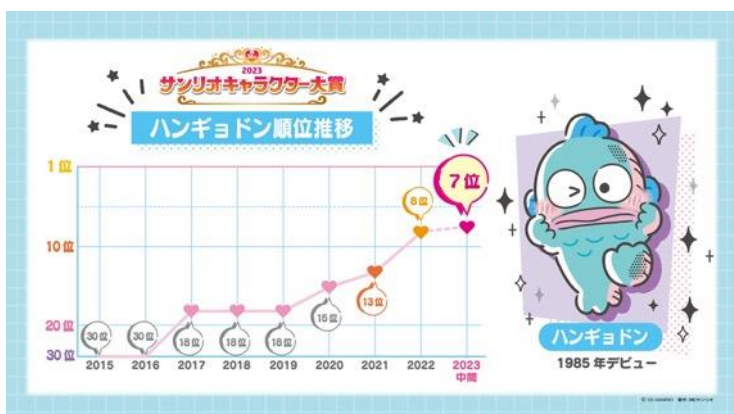 2023
サンリオキャラクター大賞
ハンギョドン順位推移
1位
10位
20位
30位
30位
30位
18位
18位
18位
15位
13位
8位
7位
2015
2016
2017
2018
2019
2020
2021
2022
2023
中間
ハンギョドン
1985年デビュー